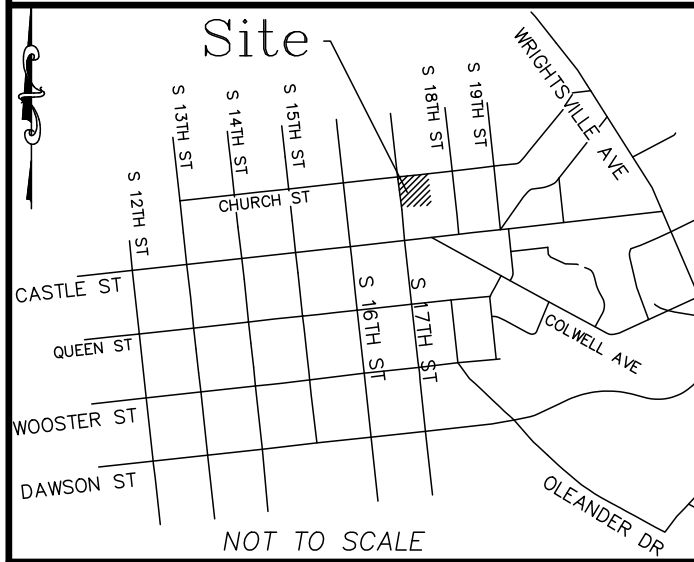 Site
WRIGHTSVILLE AVE
S 13TH ST
S 14TH ST
S 15TH ST
S 18TH ST
S 19TH ST
S 12TH ST
CHURCH ST
CASTLE ST
S 16TH ST
S 17TH ST
QUEEN ST
COLWELL AVE
WOOSTER ST
DAWSON ST
OLEANDER DR
NOT TO SCALE